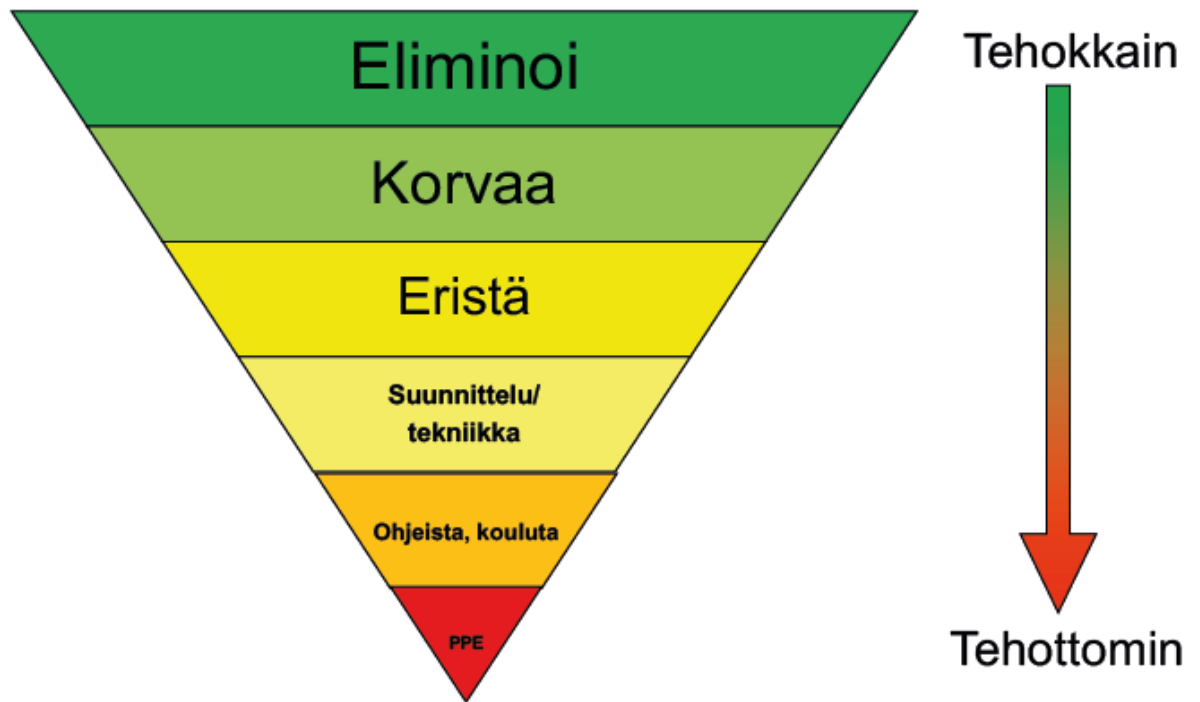 Eliminoi
Tehokkain
Korvaa
Eristä
Suunnittelu/
tekniikka
Ohjeista, kouluta
PPE
Tehottomin